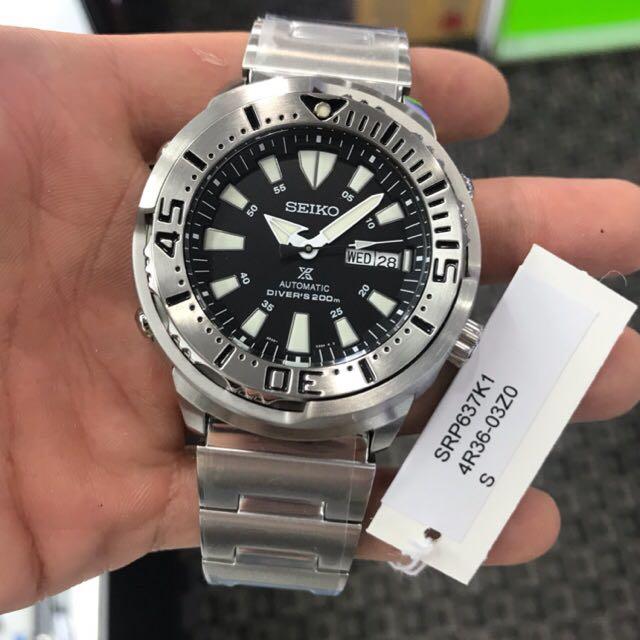 55
05
50
10
SEIKO
45
15
WED 28
X
AUTOMATIC
DIVER'S 200m
40
20
35
25
30
SRP637K1
4R36-03Z0
S